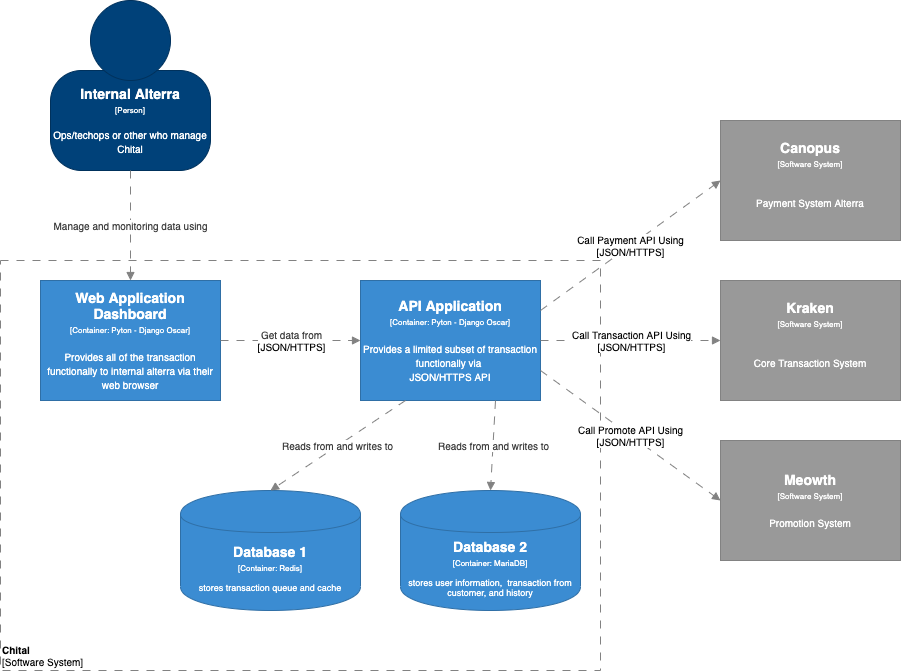 Internal Alterra
[Person]
Ops/techops or other who manage
Chital
Manage and monitoring data using
Web Application
Dashboard
[Container: Pyton - Django Oscar]
Provides all of the transaction
functionally to internal alterra via their
web browser
Get data from
[JSON/HTTPS]
API Application
[Container: Pyton - Django Oscar]
Provides a limited subset of transaction
functionally via
JSON/HTTPS API
Call Payment API Using
[JSON/HTTPS]
Canopus
[Software System]
Payment System Alterra
Call Transaction API Using
[JSON/HTTPS]
Kraken
[Software System]
Core Transaction System
Call Promote API Using
[JSON/HTTPS]
Meowth
[Software System]
Promotion System
Reads from and writes to
Reads from and writes to
Database 1
[Container: Redis]
stores transaction queue and cache
Database 2
[Container: MariaDB]
stores user information, transaction from
customer, and history
Chital
[Software System]